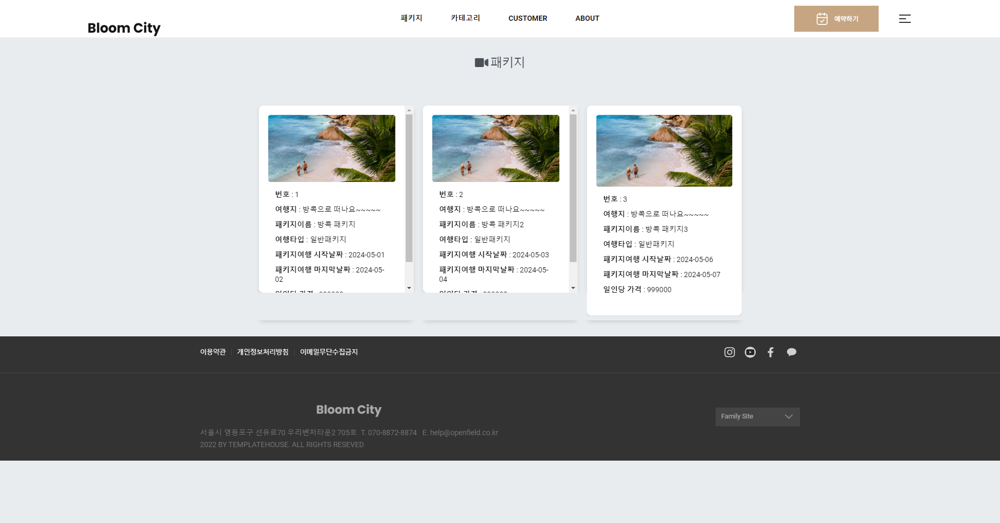 Bloom City
패키지
카테고리
CUSTOMER
ABOUT
예약하기
패키지
번호 : 1
여행지 : 방콕으로 떠나요~~~~~
패키지이름 : 방콕 패키지
여행타입 : 일반패키지
패키지여행 시작날짜 : 2024-05-01
패키지여행 마지막날짜 : 2024-05-
02
번호 : 2
여행지 : 방콕으로 떠나요~~~~~
패키지이름 : 방콕 패키지2
여행타입 : 일반패키지
패키지여행 시작날짜 : 2024-05-03
패키지여행 마지막날짜 : 2024-05-
04
번호 : 3
여행지 : 방콕으로 떠나요~~~~~
패키지이름 : 방콕 패키지3
여행타입 : 일반패키지
패키지여행 시작날짜 : 2024-05-06
패키지여행 마지막날짜 : 2024-05-07
일인당 가격 : 999000
이용약관
개인정보처리방침
이메일무단수집금지
Bloom City
Family Site
서울시 영등포구 선유로70 우리벤처타운2 705호 T. 070-8872-8874 E. help@openfield.co.kr
2022 BY TEMPLATEHOUSE. ALL RIGHTS RESEVED